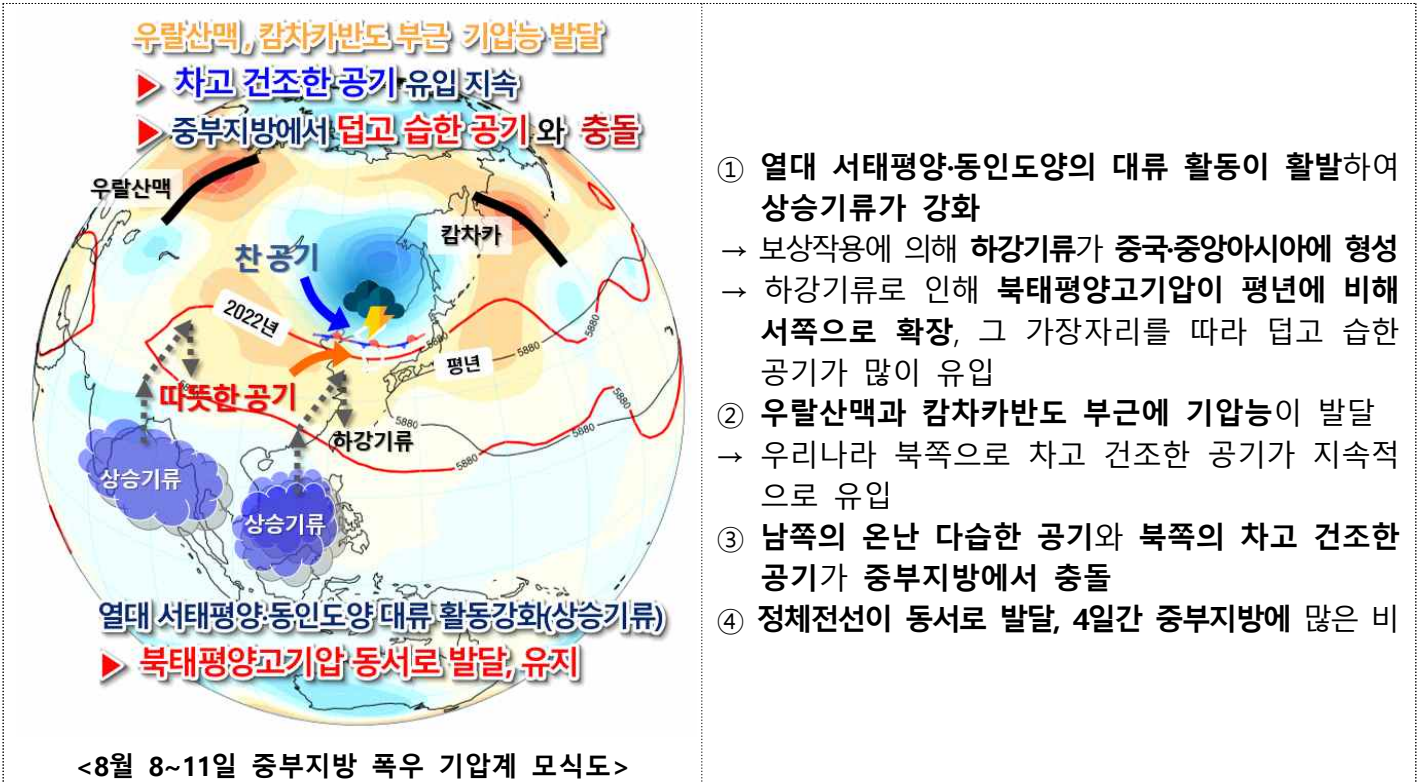 우랄산맥, 캄차카반도 부근 기압능 발달
▶ 차고 건조한 공기 유입 지속
▶ 중부지방에서 덥고 습한 공기 와 충돌
우랄산맥
캄차카
찬 공기
2022년
5880
5880
평년
5880
5880
따뜻한 공기
5880
5880
5880
하강기류
5880
상승기류
상승기류
열대 서태평양·동인도양 대류 활동강화(상승기류)
▶ 북태평양고기압 동서로 발달, 유지
<8월 8~11일 중부지방 폭우 기압계 모식도>
① 열대 서태평양·동인도양의 대류 활동이 활발하여
상승기류가 강화
→ 보상작용에 의해 하강기류가 중국·중앙아시아에 형성
→ 하강기류로 인해 북태평양고기압이 평년에 비해
서쪽으로 확장, 그 가장자리를 따라 덥고 습한
공기가 많이 유입
② 우랄산맥과 캄차카반도 부근에 기압능이 발달
→ 우리나라 북쪽으로 차고 건조한 공기가 지속적
으로 유입
③ 남쪽의 온난 다습한 공기와 북쪽의 차고 건조한
공기가 중부지방에서 충돌
④ 정체전선이 동서로 발달, 4일간 중부지방에 많은 비